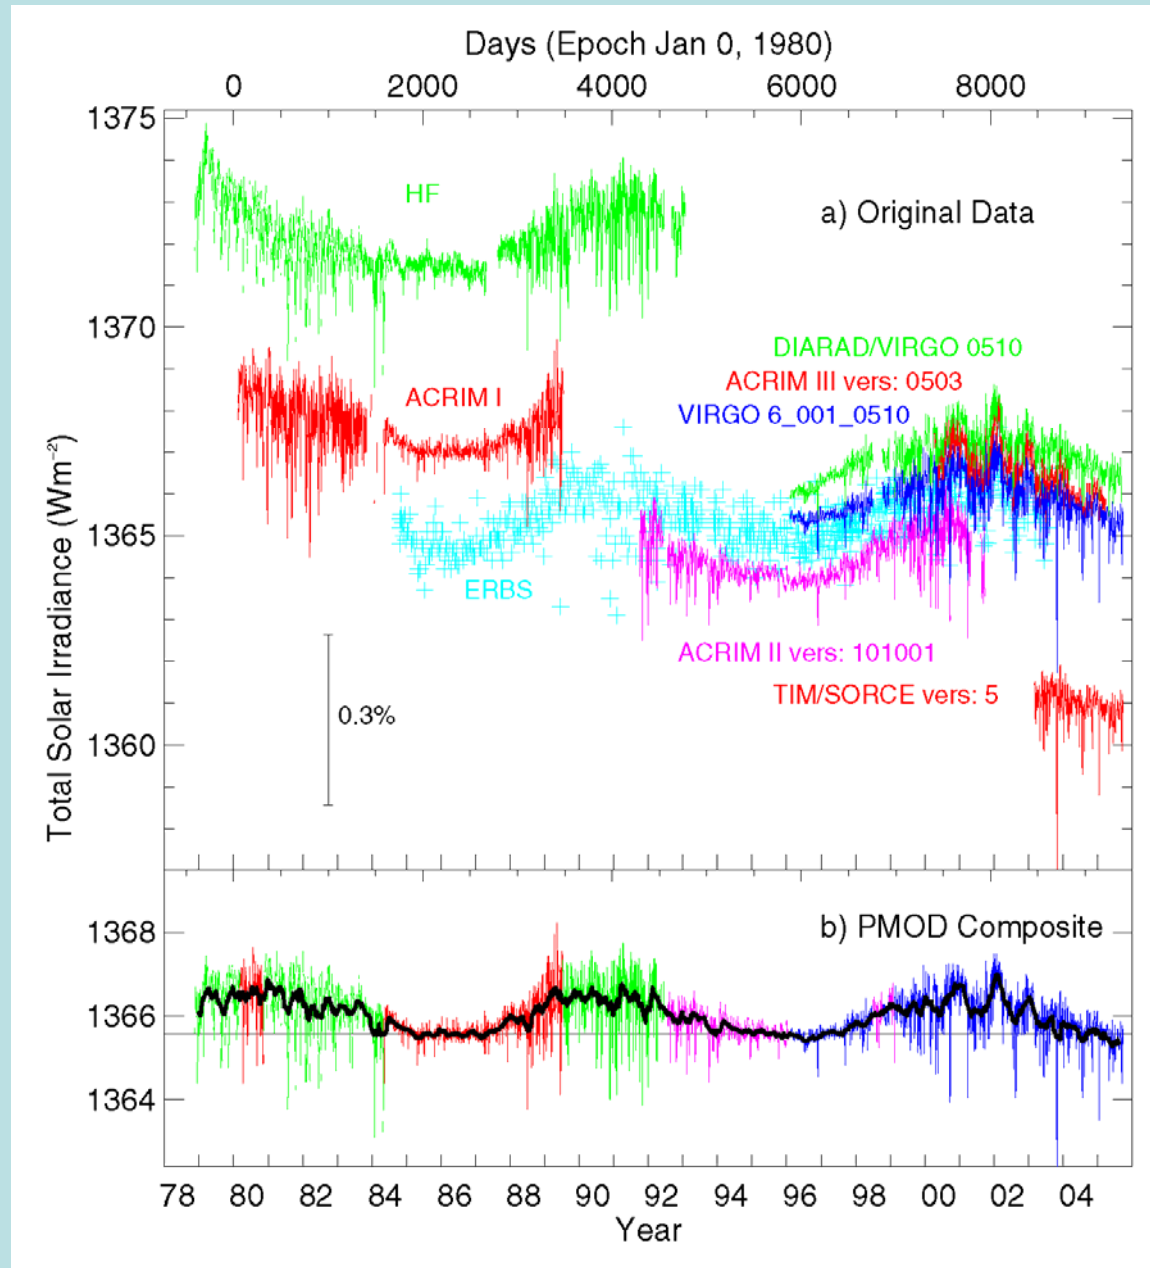 Days (Epoch Jan 0, 1980)
0 2000 4000 6000 8000
1375
HF
a) Original Data
1370
DIARAD/VIRGO 0510
ACRIM III vers: 0503
ACRIM I
VIRGO 6_001_0510
Total Solar Irradiance (Wm⁻²)
1365
ERBS
ACRIM II vers: 101001
TIM/SORCE vers: 5
0.3%
1360
1368
b) PMOD Composite
1366
1364
78 80 82 84 86 88 90 92 94 96 00 02 04
Year